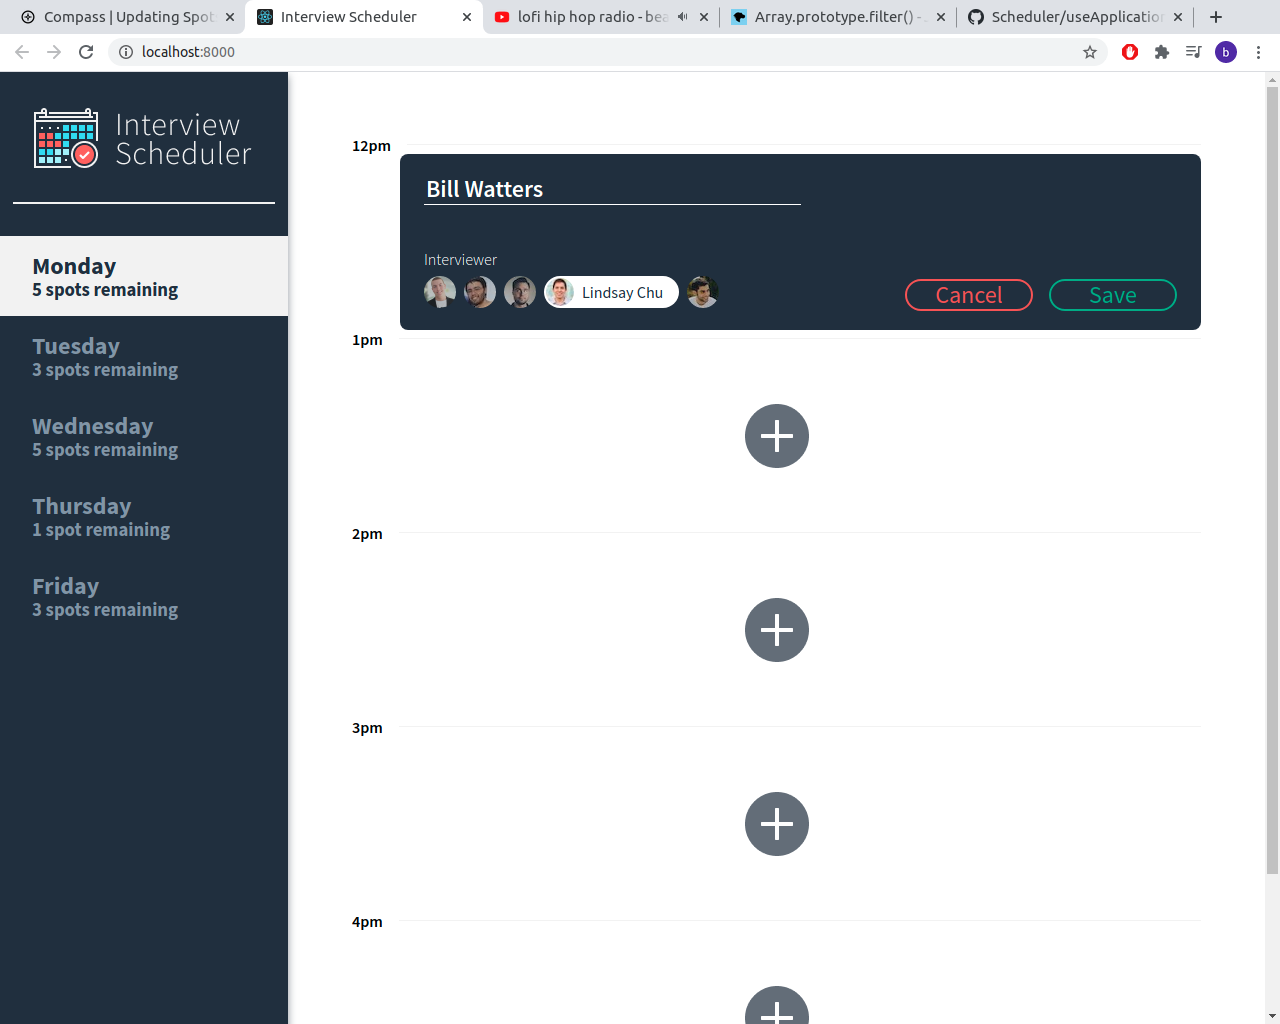 Compass | Updating Spot
Interview Scheduler
lofi hip hop radio - bea
Array.prototype.filter() -
Scheduler/useApplication
localhost:8000
b
Interview
Scheduler
Monday
5 spots remaining
Tuesday
3 spots remaining
Wednesday
5 spots remaining
Thursday
1 spot remaining
Friday
3 spots remaining
12pm
Bill Watters
Interviewer
Lindsay Chu
Cancel
Save
1pm
2pm
3pm
4pm